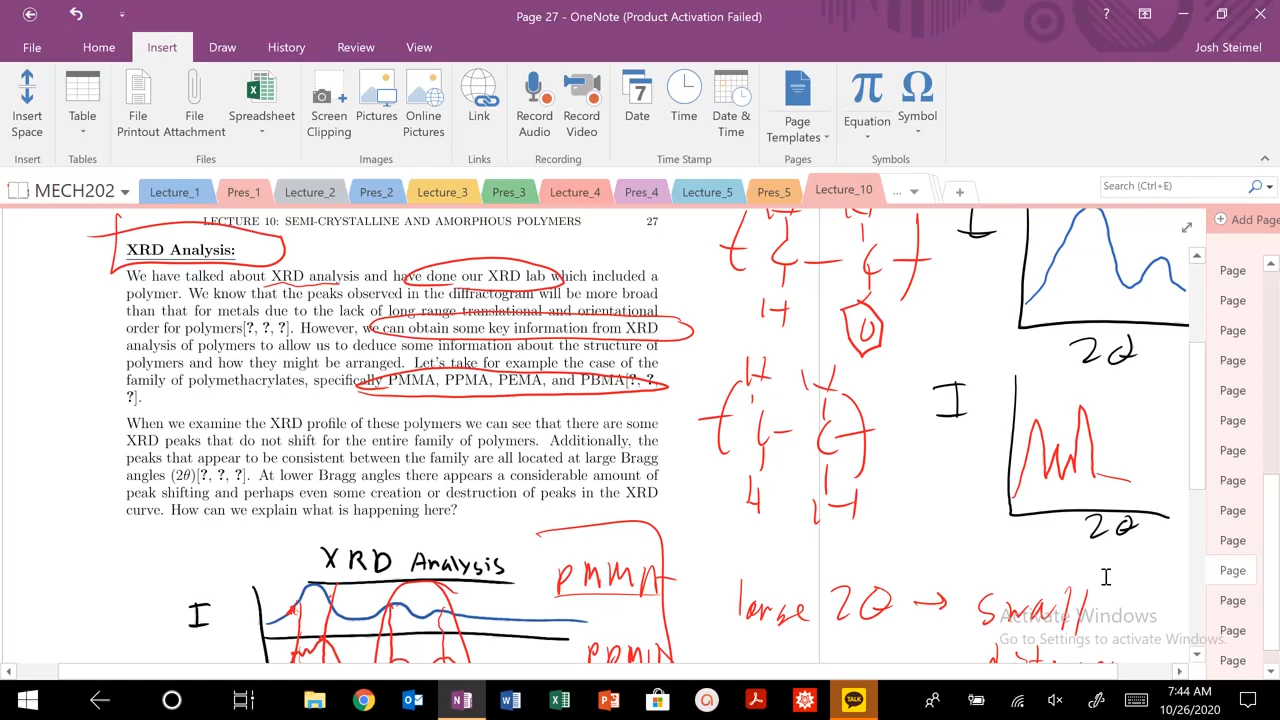 Page 27 - OneNote (Product Activation Failed)
File Home Insert Draw History Review View Josh Steimel
Insert Space Table File Printout File Attachment Spreadsheet Screen Clipping Pictures Online Pictures Link Record Audio Record Video Date Time Date & Time Page Templates Equation Symbol
Insert Tables Files Images Links Recording Time Stamp Pages Symbols
MECH202 Lecture_1 Pres_1 Lecture_2 Pres_2 Lecture_3 Pres_3 Lecture_4 Pres_4 Lecture_5 Pres_5 Lecture_10 ... Search (Ctrl+E)
LECTURE 10: SEMI-CRYSTALLINE AND AMORPHOUS POLYMERS 27
XRD Analysis:
We have talked about XRD analysis and have done our XRD lab which included a
polymer. We know that the peaks observed in the diffractogram will be more broad
than that for metals due to the lack of long range translational and orientational
order for polymers[?, ?, ?]. However, we can obtain some key information from XRD
analysis of polymers to allow us to deduce some information about the structure of
polymers and how they might be arranged. Let's take for example the case of the
family of polymethacrylates, specifically PMMA, PPMA, PEMA, and PBMA[?, ?,
?].
When we examine the XRD profile of these polymers we can see that there are some
XRD peaks that do not shift for the entire family of polymers. Additionally, the
peaks that appear to be consistent between the family are all located at large Bragg
angles (2θ)[?, ?, ?]. At lower Bragg angles there appears a considerable amount of
peak shifting and perhaps even some creation or destruction of peaks in the XRD
curve. How can we explain what is happening here?
XRD Analysis
I
PMMA
H H
C C
H
H H
C C
H H
I
2θ
I
2θ
large 2θ → small
Add Page
Page
Page
Page
Page
Page
Page
Page
Page
Page
Page
Page
Page
Page
Page
Activate Windows
Go to Settings to activate Windows.
TALK
7:44 AM
10/26/2020